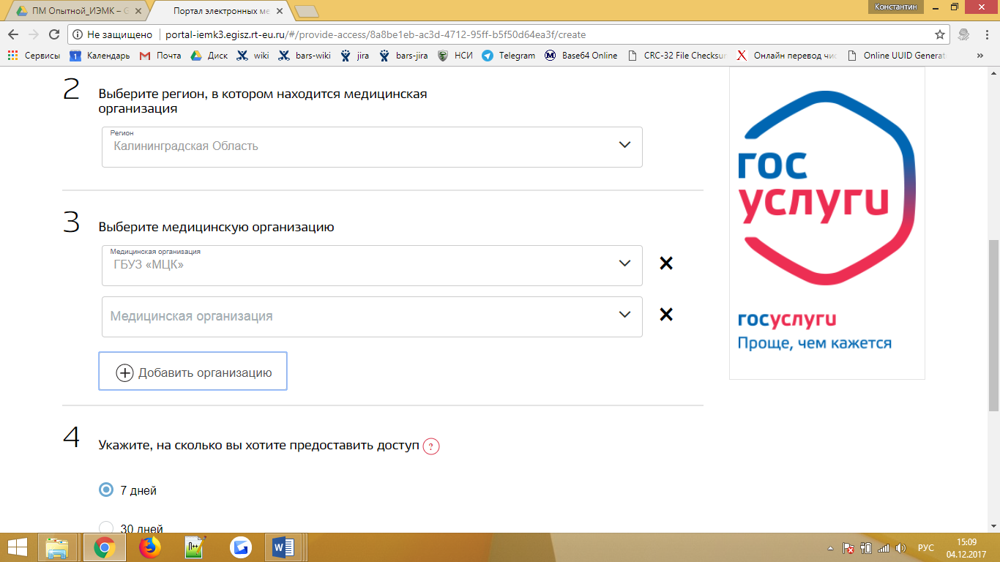 ПМ Опытной_ИЭМК – G
Портал электронных ме
Константин
Не защищено
portal-iemk3.egisz.rt-eu.ru/#/provide-access/8a8be1eb-ac3d-4712-95ff-b5f50d64ea3f/create
Сервисы
Календарь
Почта
Диск
wiki
bars-wiki
jira
bars-jira
НСИ
Telegram
Base64 Online
CRC-32 File Checksum
Онлайн перевод чис
Online UUID Generat
»
2
Выберите регион, в котором находится медицинская
организация
Регион
Калининградская Область
3
Выберите медицинскую организацию
Медицинская организация
ГБУЗ «МЦК»
Медицинская организация
Добавить организацию
4
Укажите, на сколько вы хотите предоставить доступ ?
7 дней
30 дней
гос
услуги
госуслуги
Проще, чем кажется
РУС
15:09
04.12.2017